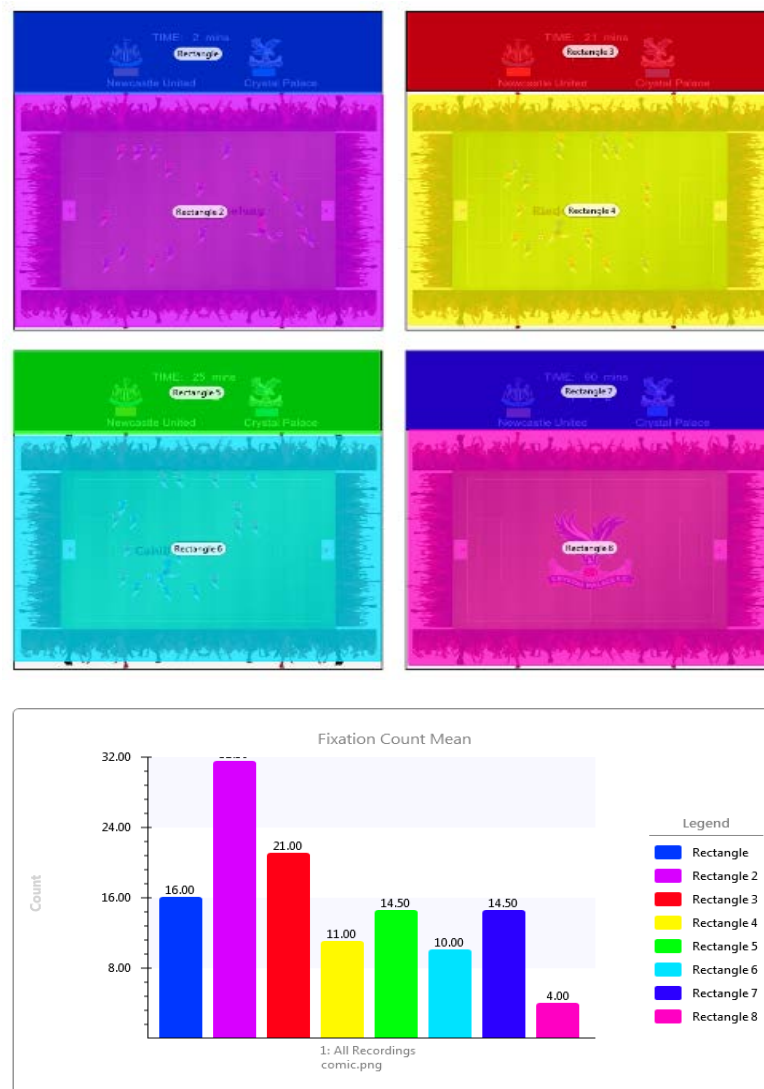 TIME: 2 mins
Rectangle
Newcastle United Crystal Palace
Rectangle 2
TIME: 21 mins
Rectangle 3
Newcastle United Crystal Palace
Rectangle 4
TIME: 25 mins
Rectangle 5
Newcastle United Crystal Palace
Rectangle 6
TIME: 90 mins
Rectangle 7
Newcastle United Crystal Palace
Rectangle 8
CRYSTAL PALACE F.C.
Fixation Count Mean
32.00
24.00
16.00
8.00
Count
16.00
21.00
11.00
14.50
10.00
14.50
4.00
1: All Recordings
comic.png
Legend
Rectangle
Rectangle 2
Rectangle 3
Rectangle 4
Rectangle 5
Rectangle 6
Rectangle 7
Rectangle 8